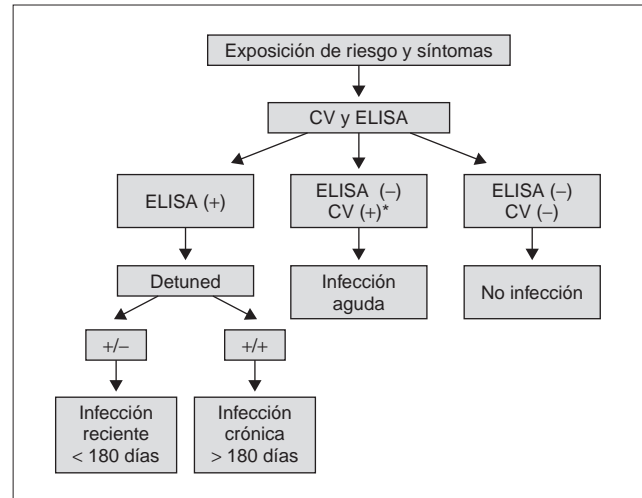 Exposición de riesgo y síntomas
CV y ELISA
ELISA (+)
ELISA (−)
CV (+)*
ELISA (−)
CV (−)
Detuned
Infección
aguda
No infección
+/−
+/+
Infección
reciente
< 180 días
Infección
crónica
> 180 días